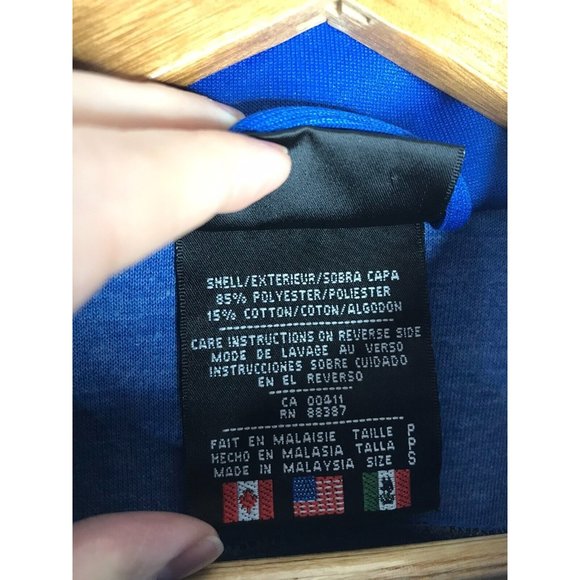 SHELL/EXTERIEUR/SOBRA CAPA
85% POLYESTER/POLIESTER
15% COTTON/COTON/ALGODON
CARE INSTRUCTIONS ON REVERSE SIDE
MODE DE LAVAGE AU VERSO
INSTRUCCIONES SOBRE CUIDADO
EN EL REVERSO
CA 00411
RN 88387
FAIT EN MALAISIE TAILLE P
HECHO EN MALASIA TALLA P
MADE IN MALAYSIA SIZE S